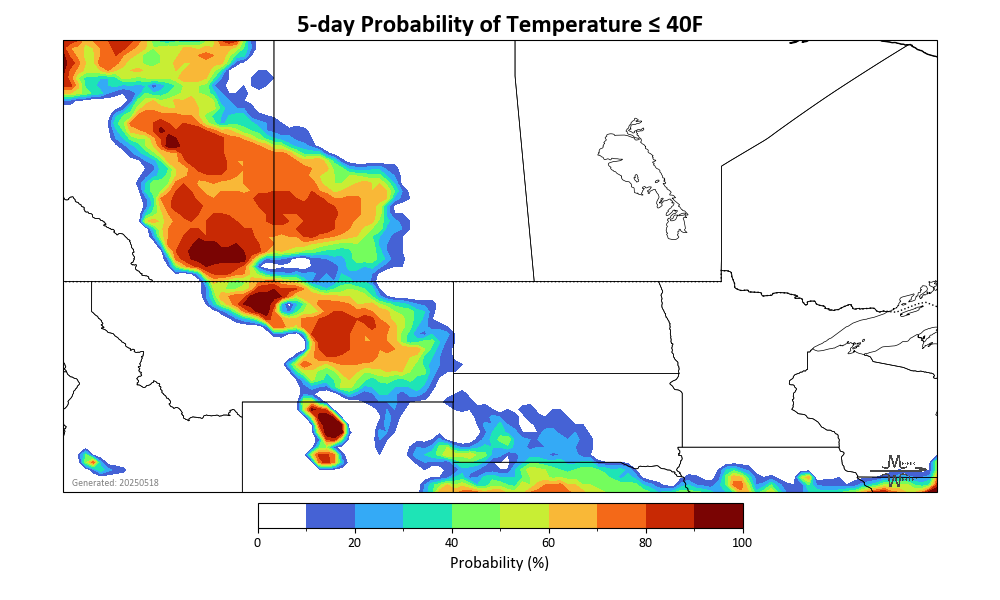 5-day Probability of Temperature ≤ 40F
Generated: 20250518
0 20 40 60 80 100
Probability (%)